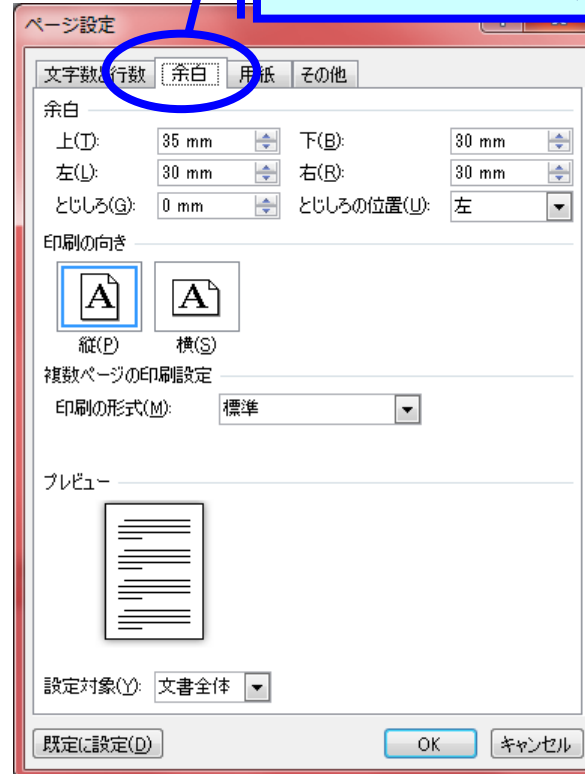 ページ設定
文字数と行数 余白 用紙 その他
余白
上(T): 35 mm 下(B): 30 mm
左(L): 30 mm 右(R): 30 mm
とじしろ(G): 0 mm とじしろの位置(U): 左
印刷の向き
A A
縦(P) 横(S)
複数ページの印刷設定
印刷の形式(M): 標準
プレビュー
設定対象(Y): 文書全体
既定に設定(D) OK キャンセル